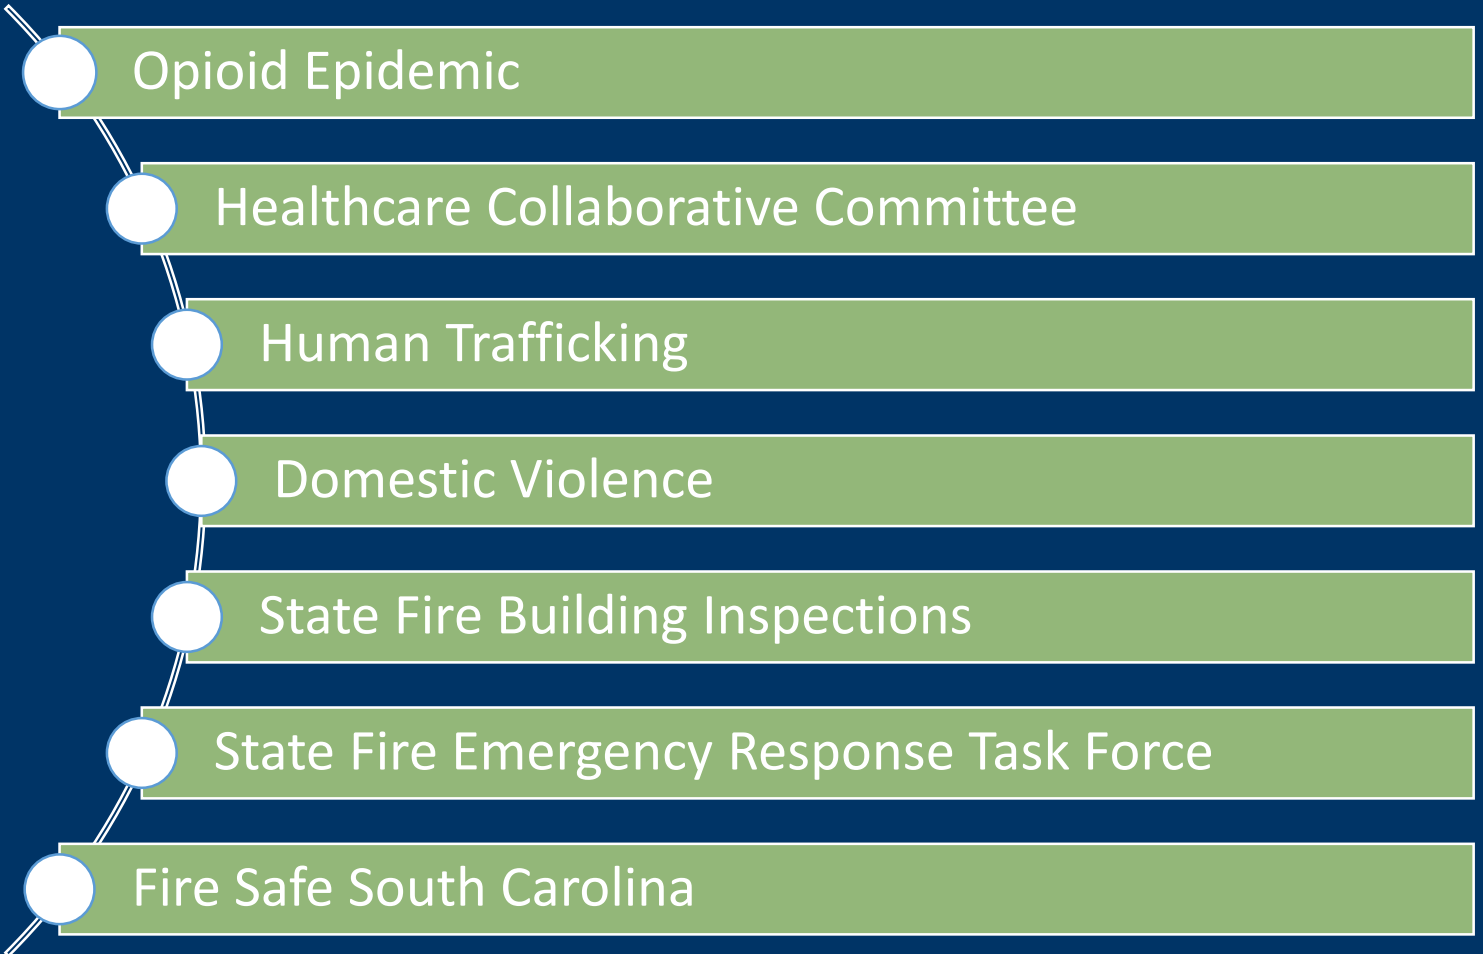 Opioid Epidemic
Healthcare Collaborative Committee
Human Trafficking
Domestic Violence
State Fire Building Inspections
State Fire Emergency Response Task Force
Fire Safe South Carolina